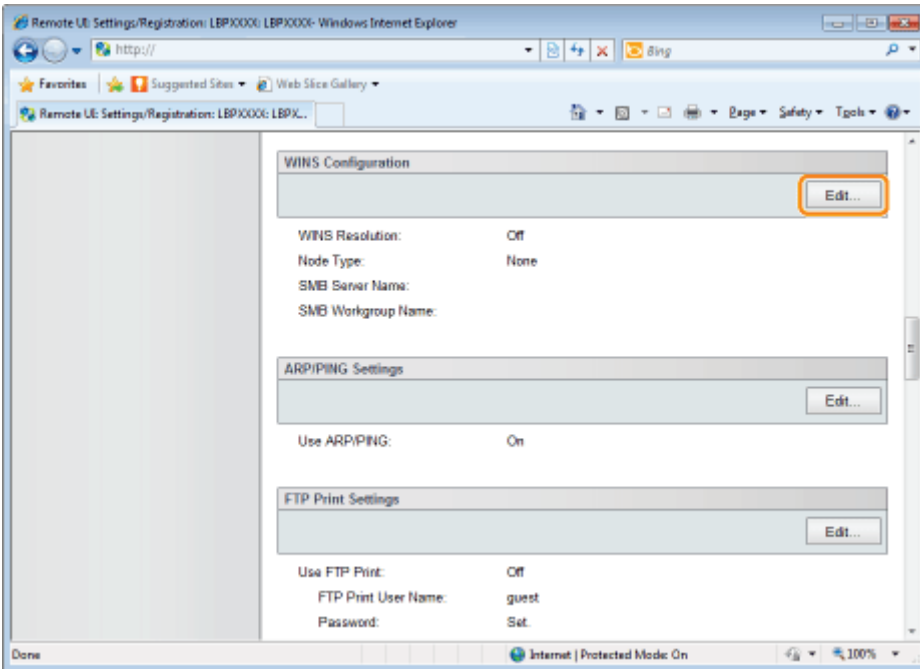 Remote UI: Settings/Registration: LBPXXXX: LBPXXXX- Windows Internet Explorer
http:// Bing
Favorites Suggested Sites Web Slice Gallery
Remote UI: Settings/Registration: LBPXXXX: LBPX... Page Safety Tools
WINS Configuration
Edit...
WINS Resolution: Off
Node Type: None
SMB Server Name:
SMB Workgroup Name:
ARP/PING Settings
Edit...
Use ARP/PING: On
FTP Print Settings
Edit...
Use FTP Print: Off
FTP Print User Name: guest
Password: Set.
Done Internet | Protected Mode: On 100%